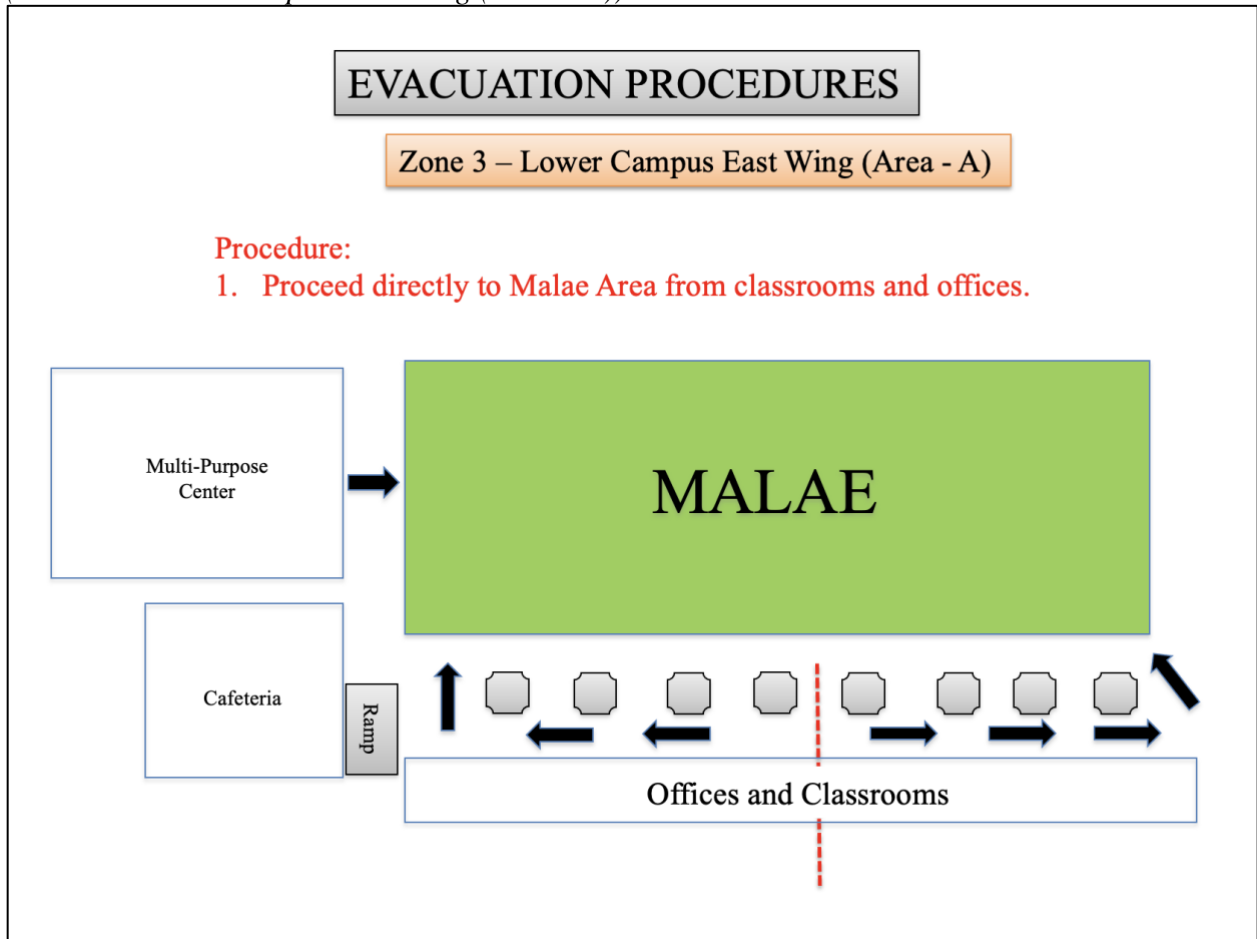 EVACUATION PROCEDURES
Zone 3 – Lower Campus East Wing (Area - A)
Procedure:
1. Proceed directly to Malae Area from classrooms and offices.
Multi-Purpose
Center
MALAE
Cafeteria
Ramp
Offices and Classrooms